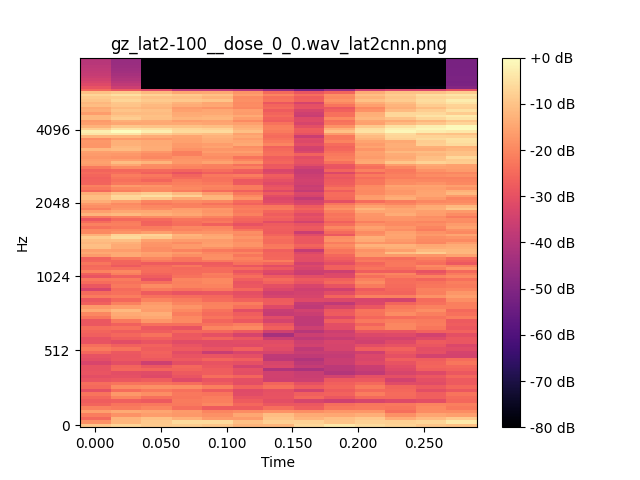 gz_lat2-100__dose_0_0.wav_lat2cnn.png
+0 dB
4096
-10 dB
-20 dB
2048
-30 dB
Hz
-40 dB
1024
-50 dB
512
-60 dB
-70 dB
0
-80 dB
0.000 0.050 0.100 0.150 0.200 0.250
Time